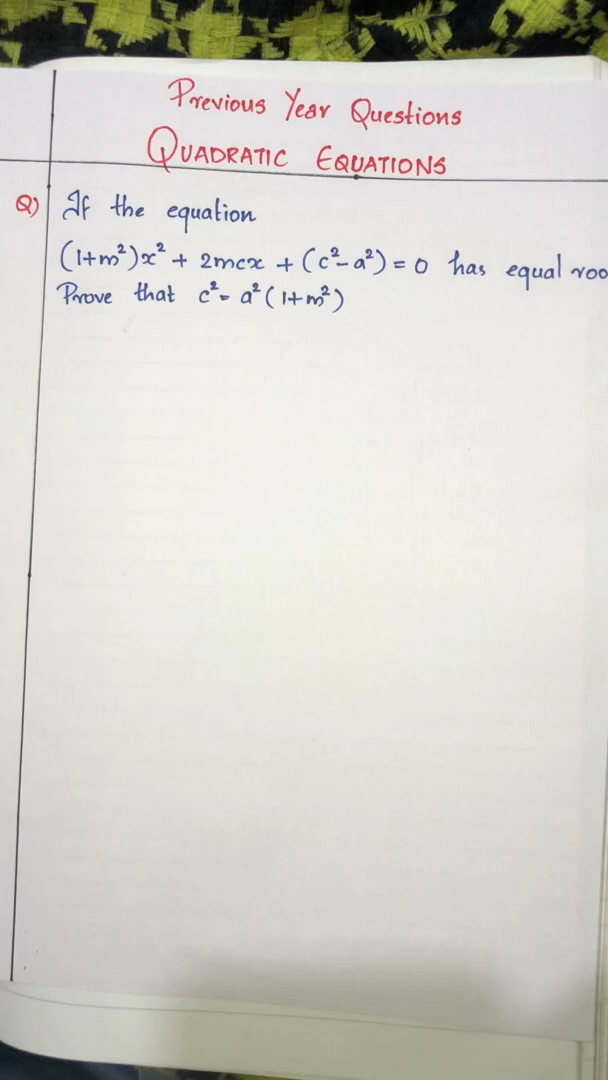 Previous Year Questions
QUADRATIC EQUATIONS
Q) If the equation
(1+m²)x² + 2mcx + (c²-a²) = 0 has equal roo
Prove that c² = a² (1+m²)